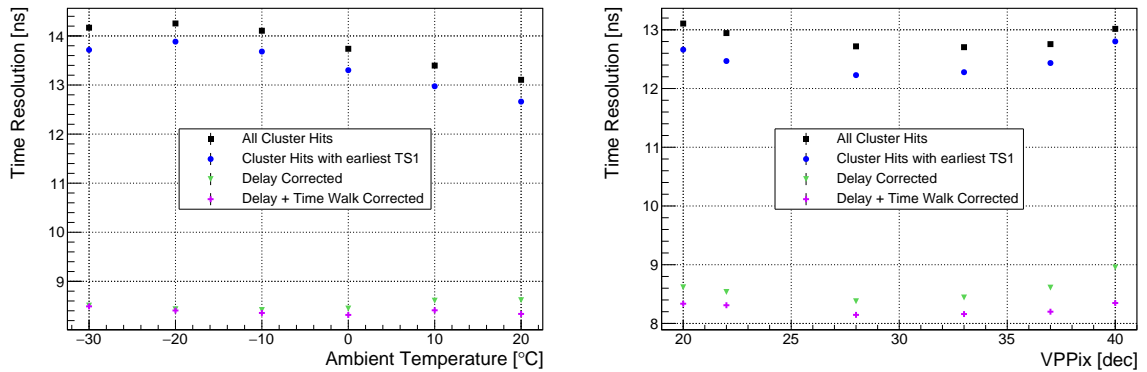 Time Resolution [ns]
14
13
12
11
10
9
All Cluster Hits
Cluster Hits with earliest TS1
Delay Corrected
Delay + Time Walk Corrected
−30 −20 −10 0 10 20
Ambient Temperature [°C]
Time Resolution [ns]
13
12
11
10
9
8
All Cluster Hits
Cluster Hits with earliest TS1
Delay Corrected
Delay + Time Walk Corrected
20 25 30 35 40
VPPix [dec]